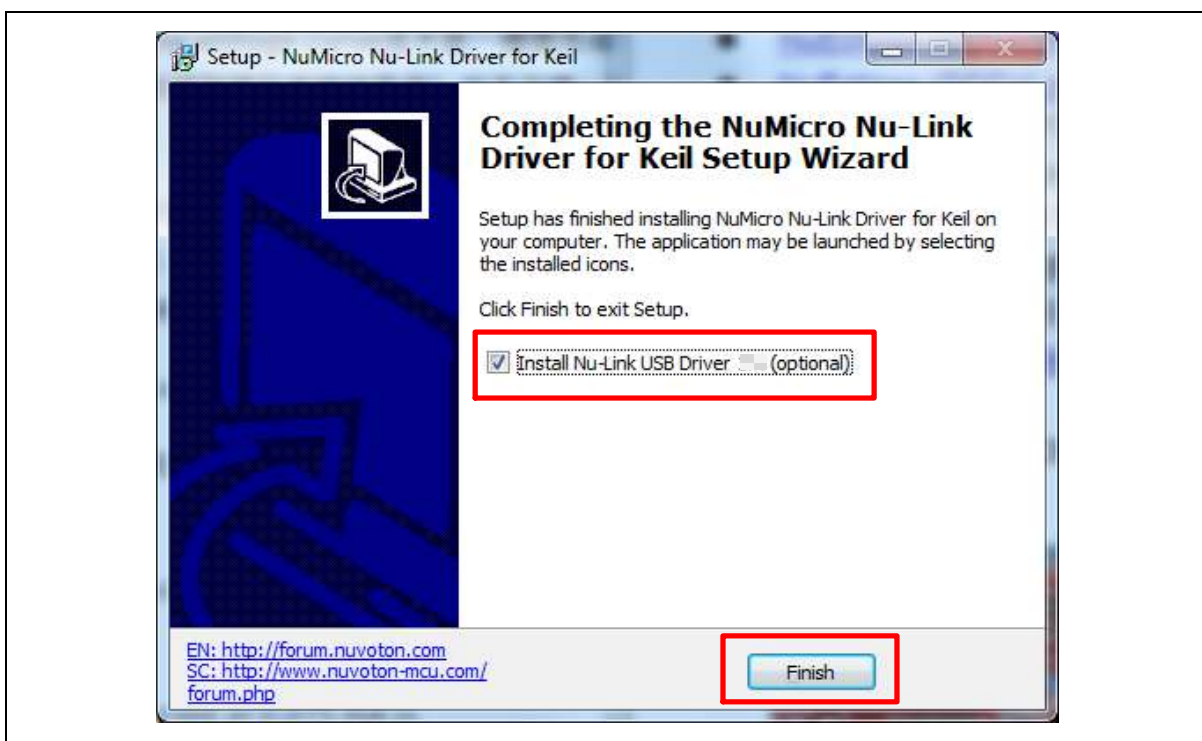 Setup - NuMicro Nu-Link Driver for Keil
Completing the NuMicro Nu-Link
Driver for Keil Setup Wizard
Setup has finished installing NuMicro Nu-Link Driver for Keil on
your computer. The application may be launched by selecting
the installed icons.
Click Finish to exit Setup.
Install Nu-Link USB Driver (optional)
EN: http://forum.nuvoton.com
SC: http://www.nuvoton-mcu.com/
forum.php
Finish